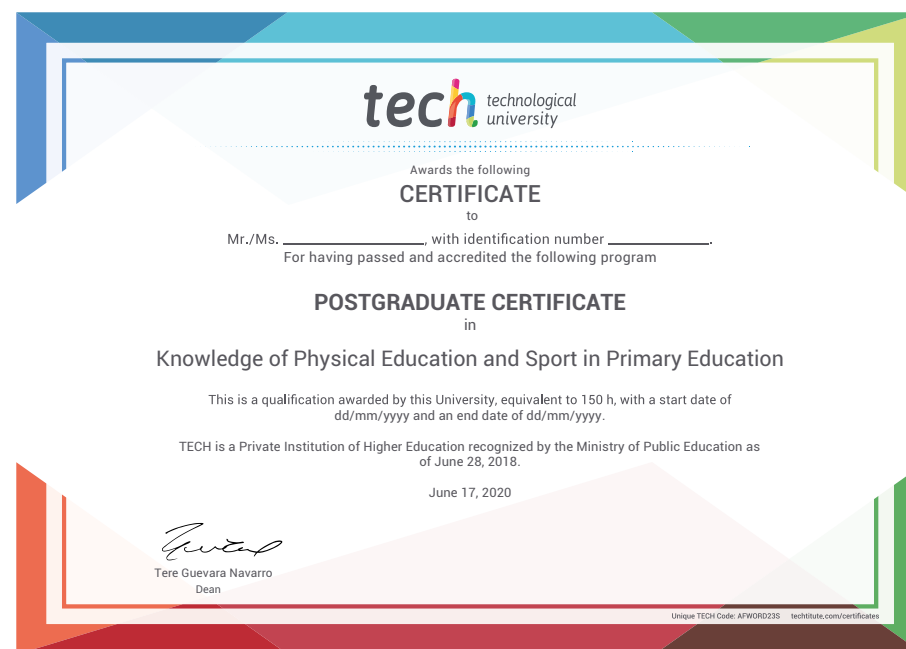 tech technological
university
Awards the following
CERTIFICATE
to
Mr./Ms. ________________, with identification number ____________.
For having passed and accredited the following program
POSTGRADUATE CERTIFICATE
in
Knowledge of Physical Education and Sport in Primary Education
This is a qualification awarded by this University, equivalent to 150 h, with a start date of
dd/mm/yyyy and an end date of dd/mm/yyyy.
TECH is a Private Institution of Higher Education recognized by the Ministry of Public Education as
of June 28, 2018.
June 17, 2020
Tere Guevara Navarro
Dean
Unique TECH Code: AFWORD23S techtitute.com/certificates